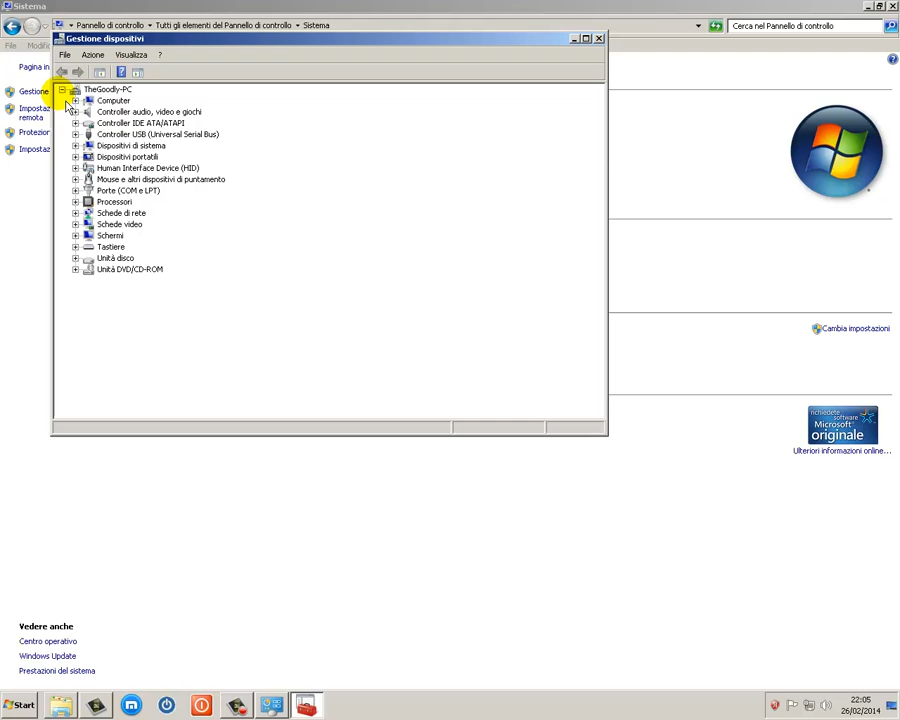 Sistema
Pannello di controllo
Tutti gli elementi del Pannello di controllo
Sistema
Cerca nel Pannello di controllo
File
Pagina in
Gestione
Impostaz
remota
Protezion
Impostaz
Gestione dispositivi
File Azione Visualizza ?
TheGoodly-PC
Computer
Controller audio, video e giochi
Controller IDE ATA/ATAPI
Controller USB (Universal Serial Bus)
Dispositivi di sistema
Dispositivi portatili
Human Interface Device (HID)
Mouse e altri dispositivi di puntamento
Porte (COM e LPT)
Processori
Schede di rete
Schede video
Schermi
Tastiere
Unità disco
Unità DVD/CD-ROM
Cambia impostazioni
richiedete
software
Microsoft
originale
Ulteriori informazioni online...
Vedere anche
Centro operativo
Windows Update
Prestazioni del sistema
Start
22:05
26/02/2014